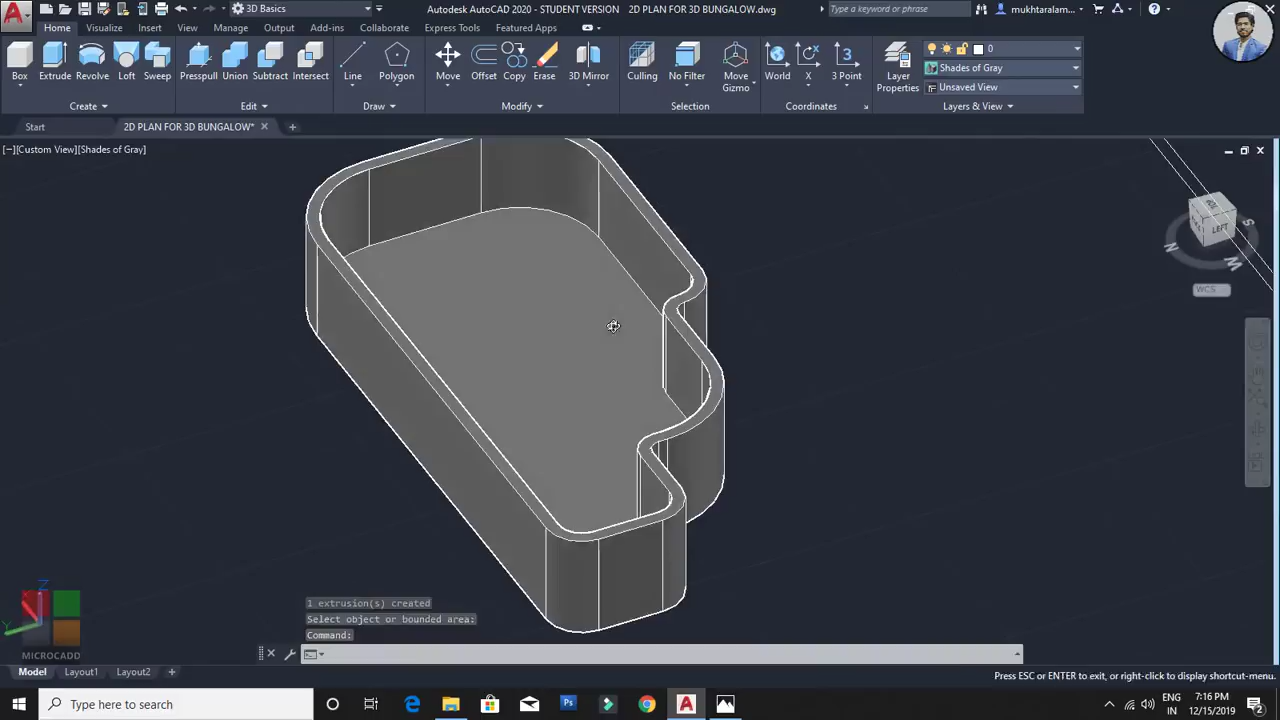 3D Basics
Autodesk AutoCAD 2020 - STUDENT VERSION 2D PLAN FOR 3D BUNGALOW.dwg
Type a keyword or phrase
mukhtaralam...
Home Visualize Insert View Manage Output Add-ins Collaborate Express Tools Featured Apps
Box Extrude Revolve Loft Sweep Presspull Union Subtract Intersect Line Polygon Move Offset Copy Erase 3D Mirror Culling No Filter Move Gizmo World X 3 Point Layer Properties
0
Shades of Gray
Unsaved View
Create Edit Draw Modify Selection Coordinates Layers & View
Start 2D PLAN FOR 3D BUNGALOW*
[−][Custom View][Shades of Gray]
LEFT
S
N
W
WCS
1 extrusion(s) created
Select object or bounded area:
Command:
Z
Y
MICROCADD
Model Layout1 Layout2
Press ESC or ENTER to exit, or right-click to display shortcut-menu.
Type here to search
ENG
IN
7:16 PM
12/15/2019
2